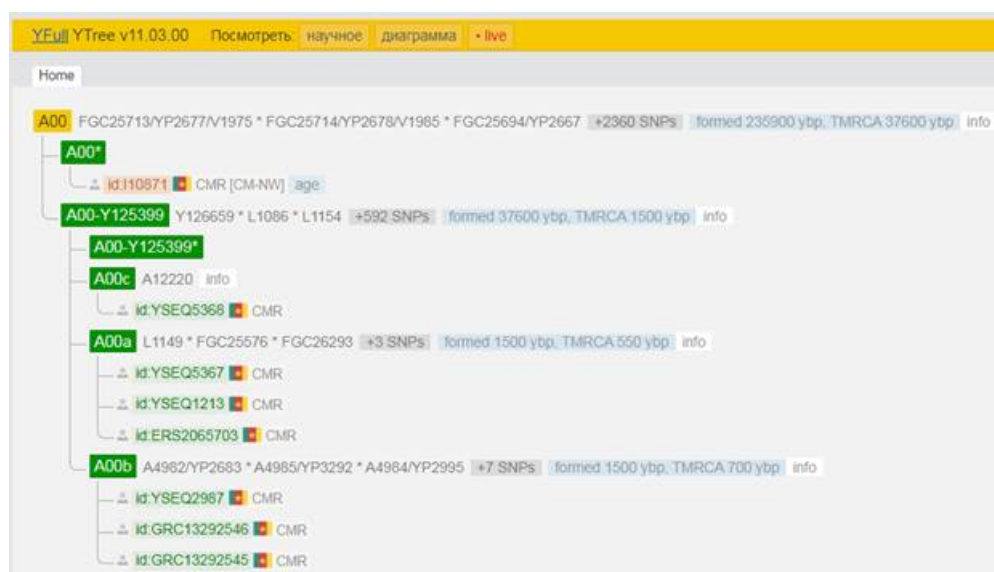 YFull YTree v11.03.00 Посмотреть: научное диаграмма • live
Home
A00 FGC25713/YP2677/V1975 * FGC25714/YP2678/V1985 * FGC25694/YP2667 +2360 SNPs formed 235900 ybp, TMRCA 37600 ybp info
A00*
id:I10871 CMR [CM-NW] age
A00-Y125399 Y126659 * L1086 * L1154 +592 SNPs formed 37600 ybp, TMRCA 1500 ybp info
A00-Y125399*
A00c A12220 info
id:YSEQ5368 CMR
A00a L1149 * FGC25576 * FGC26293 +3 SNPs formed 1500 ybp, TMRCA 550 ybp info
id:YSEQ5367 CMR
id:YSEQ1213 CMR
id:ERS2065703 CMR
A00b A4982/YP2683 * A4985/YP3292 * A4984/YP2995 +7 SNPs formed 1500 ybp, TMRCA 700 ybp info
id:YSEQ2987 CMR
id:GRC13292546 CMR
id:GRC13292545 CMR